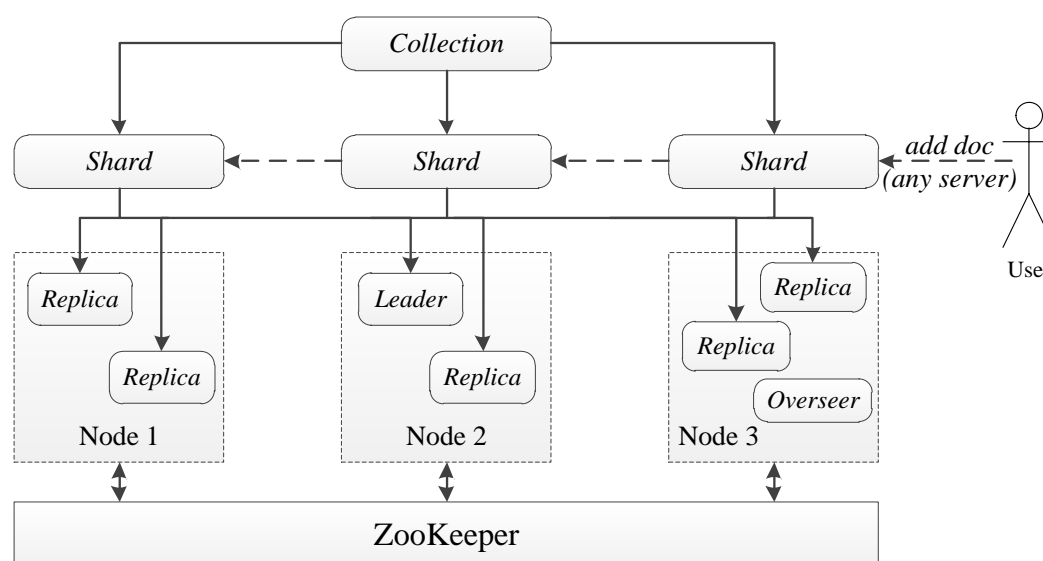 Collection
Shard
Shard
Shard
add doc
(any server)
Use
Replica
Leader
Replica
Replica
Replica
Replica
Overseer
Node 1
Node 2
Node 3
ZooKeeper